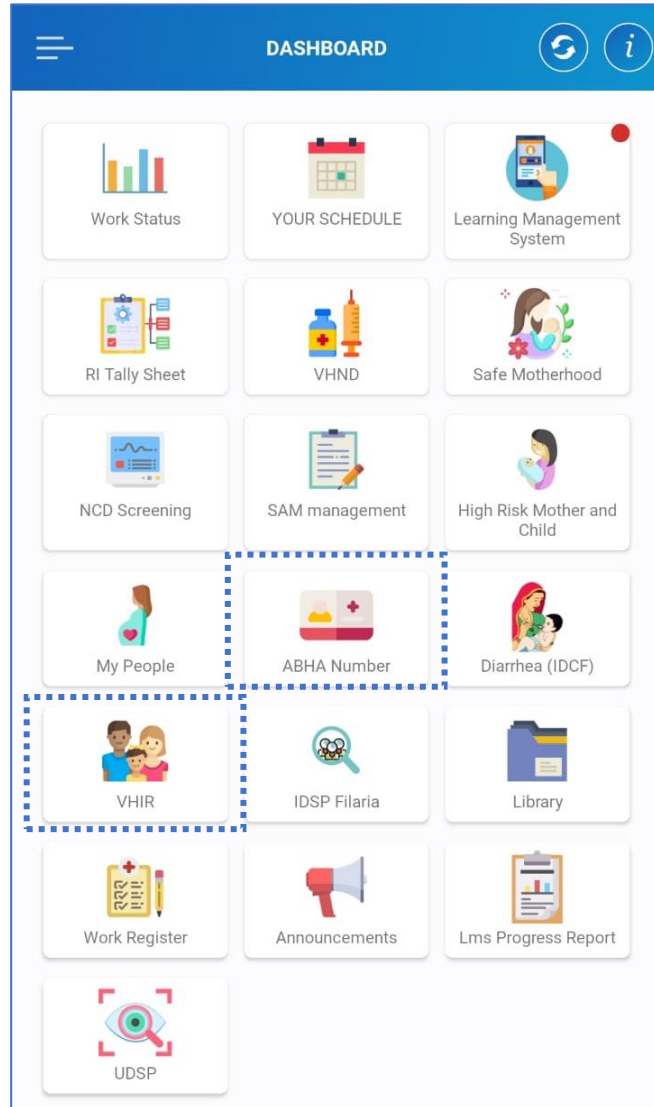 DASHBOARD
i
Work Status
YOUR SCHEDULE
Learning Management
System
RI Tally Sheet
VHND
Safe Motherhood
NCD Screening
SAM management
High Risk Mother and
Child
My People
ABHA Number
Diarrhea (IDCF)
VHIR
IDSP Filaria
Library
Work Register
Announcements
Lms Progress Report
UDSP